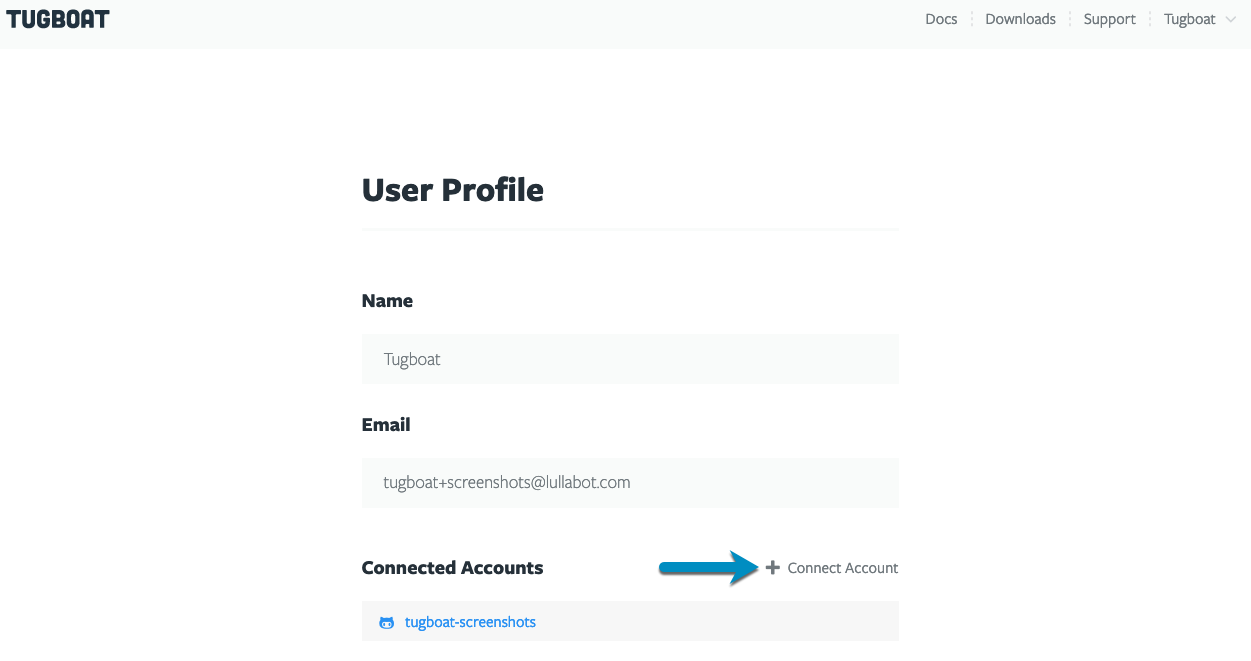 TUGBOAT
Docs Downloads Support Tugboat
User Profile
Name
Tugboat
Email
tugboat+screenshots@lullabot.com
Connected Accounts + Connect Account
tugboat-screenshots